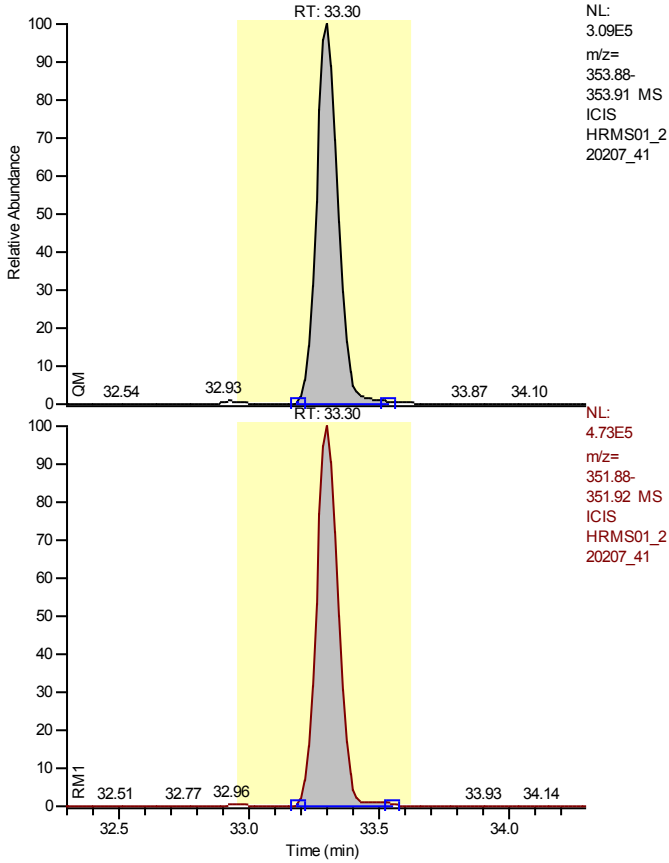 RT: 33.30
100
90
80
70
60
50
40
30
20
10
0
Relative Abundance
QM
32.54
32.93
33.87
34.10
NL:
3.09E5
m/z=
353.88-
353.91 MS
ICIS
HRMS01_2
20207_41
RT: 33.30
100
90
80
70
60
50
40
30
20
10
0
RM1
32.51
32.77
32.96
33.93
34.14
NL:
4.73E5
m/z=
351.88-
351.92 MS
ICIS
HRMS01_2
20207_41
32.5
33.0
33.5
34.0
Time (min)